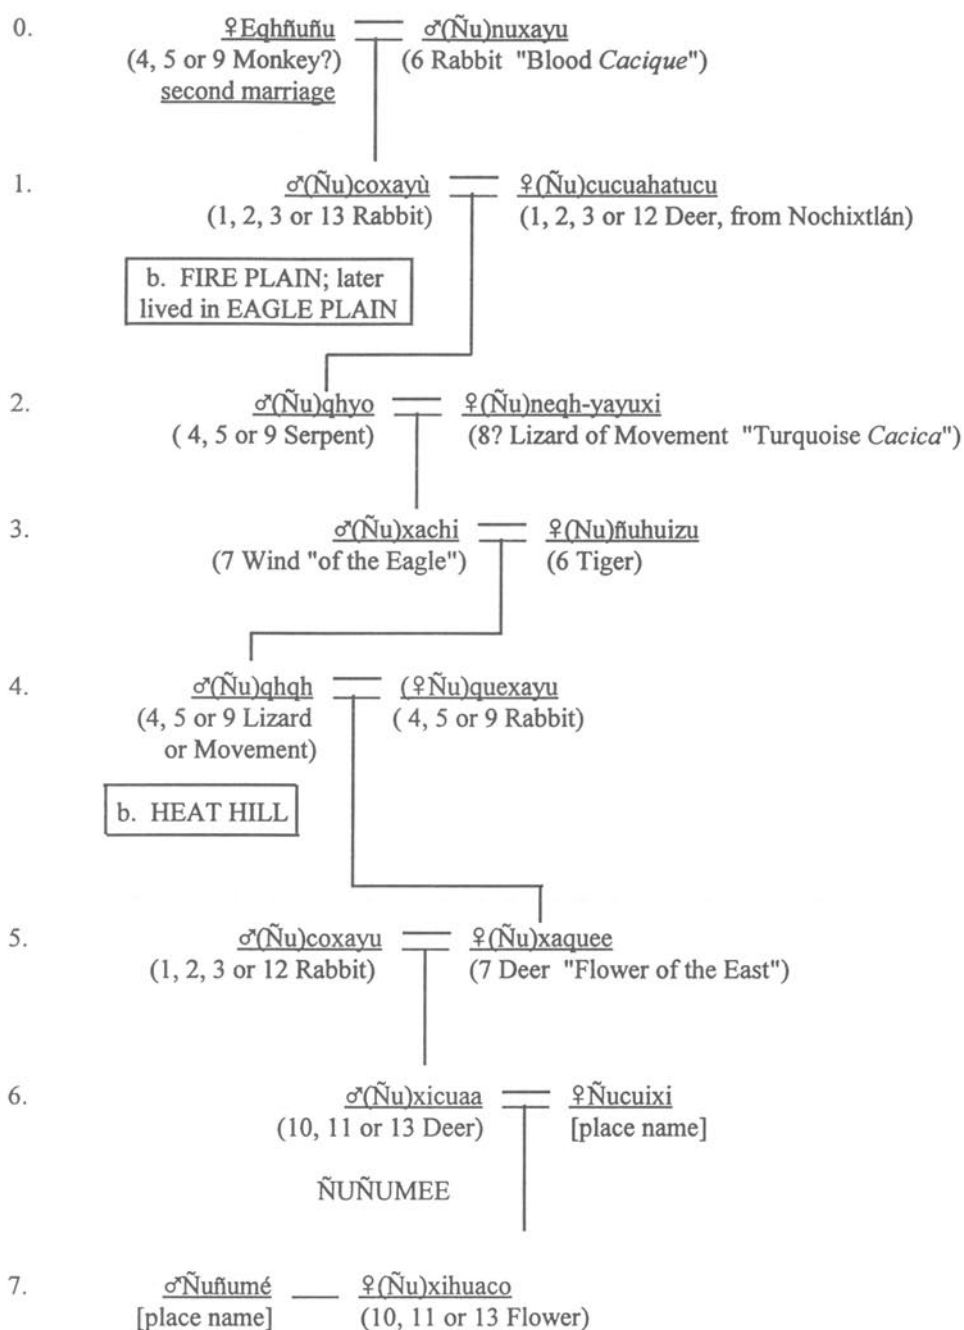 0. ♀Eqhñuñu ♂(Ñu)nuxayu
(4, 5 or 9 Monkey?) (6 Rabbit "Blood Cacique")
second marriage
1. ♂(Ñu)coxayù ♀(Ñu)cucuahatucu
(1, 2, 3 or 13 Rabbit) (1, 2, 3 or 12 Deer, from Nochixtlán)
b. FIRE PLAIN; later
lived in EAGLE PLAIN
2. ♂(Ñu)qhyo ♀(Ñu)neqh-yayuxi
( 4, 5 or 9 Serpent) (8? Lizard of Movement "Turquoise Cacica")
3. ♂(Ñu)xachi ♀(Nu)ñuhuizu
(7 Wind "of the Eagle") (6 Tiger)
4. ♂(Ñu)qhqh (♀Ñu)quexayu
(4, 5 or 9 Lizard ( 4, 5 or 9 Rabbit)
or Movement)
b. HEAT HILL
5. ♂(Ñu)coxayu ♀(Ñu)xaquee
(1, 2, 3 or 12 Rabbit) (7 Deer "Flower of the East")
6. ♂(Ñu)xicuaa ♀Ñucuixi
(10, 11 or 13 Deer) [place name]
ÑUÑUMEE
7. ♂Ñuñumé ♀(Ñu)xihuaco
[place name] (10, 11 or 13 Flower)